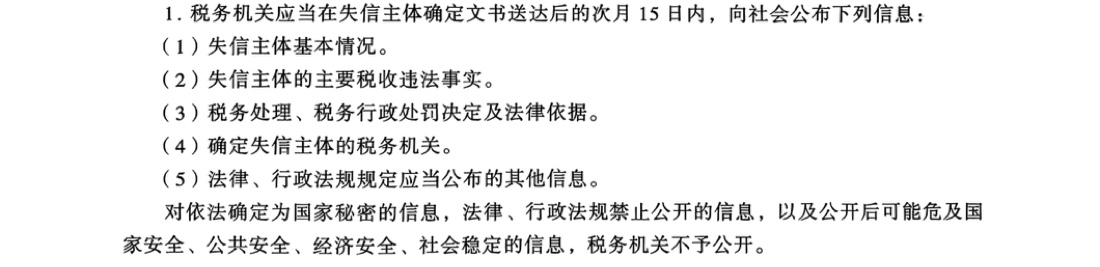 1. 税务机关应当在失信主体确定文书送达后的次月 15 日内，向社会公布下列信息：
（1）失信主体基本情况。
（2）失信主体的主要税收违法事实。
（3）税务处理、税务行政处罚决定及法律依据。
（4）确定失信主体的税务机关。
（5）法律、行政法规规定应当公布的其他信息。
对依法确定为国家秘密的信息，法律、行政法规禁止公开的信息，以及公开后可能危及国
家安全、公共安全、经济安全、社会稳定的信息，税务机关不予公开。